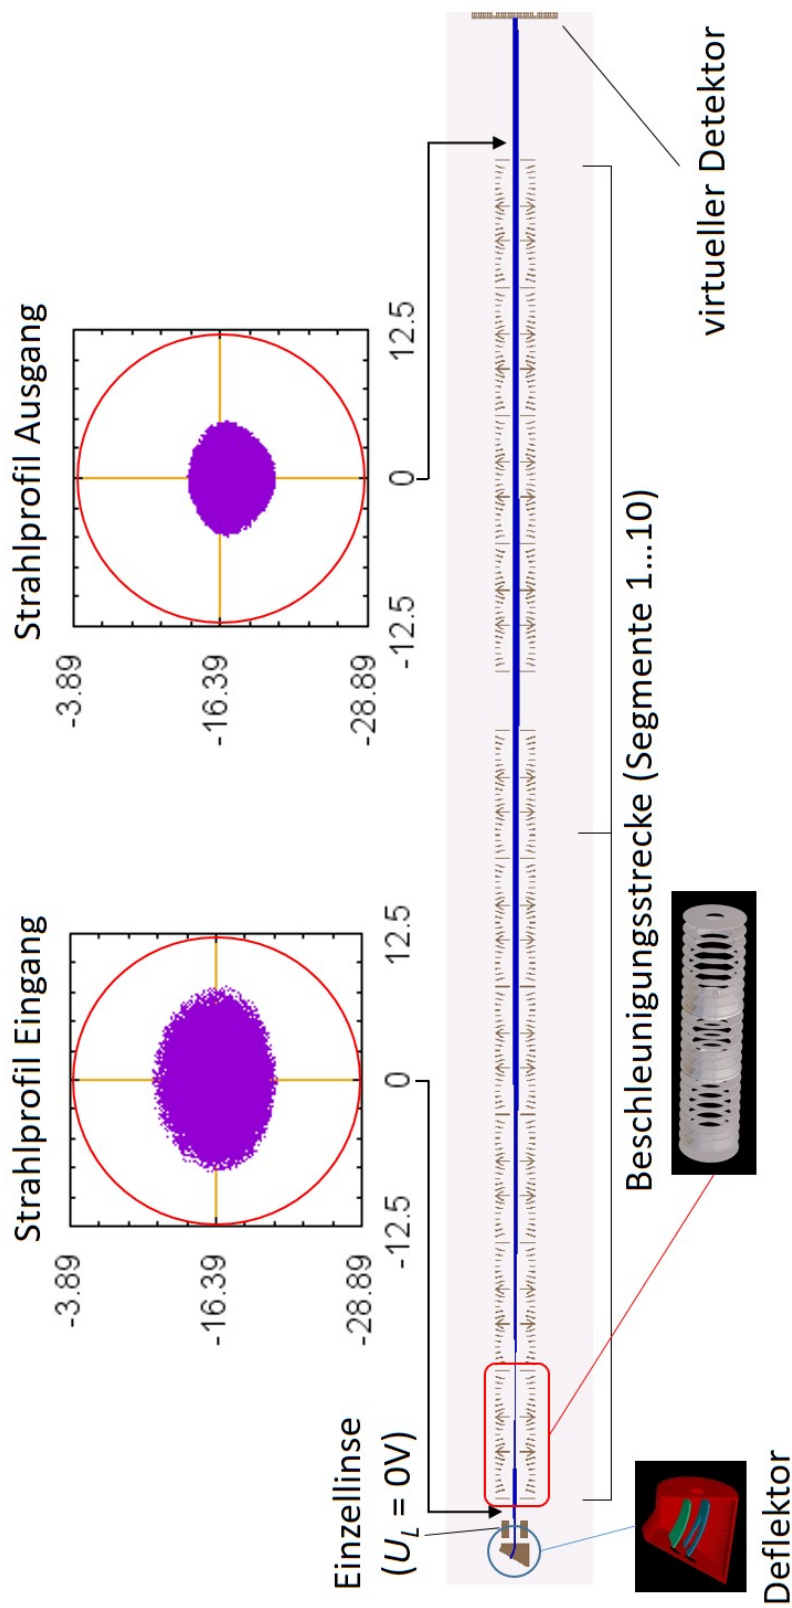 Strahlprofil Eingang
-3.89
-16.39
-28.89
-12.5
0
12.5
Strahlprofil Ausgang
-3.89
-16.39
-28.89
-12.5
0
12.5
Einzellinse
(U_L = 0V)
Deflektor
Beschleunigungsstrecke (Segmente 1...10)
virtueller Detektor